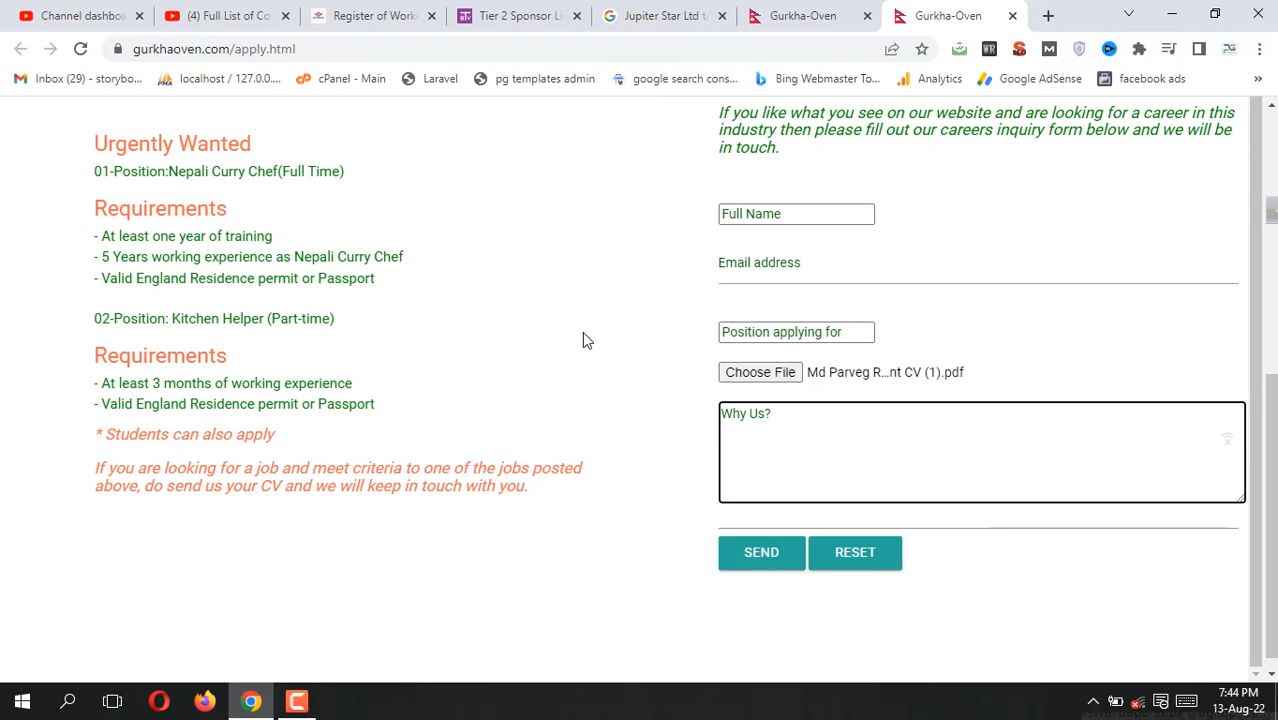 Channel dashboa
(4) Full List of Co
Register of Worke
Tier 2 Sponsor Li
Jupiter Star Ltd t/
Gurkha-Oven
Gurkha-Oven
gurkhaoven.com/apply.html
Inbox (29) - storybo...
localhost / 127.0.0....
cPanel - Main
Laravel
pg templates admin
google search cons...
Bing Webmaster To...
Analytics
Google AdSense
facebook ads
Urgently Wanted
01-Position:Nepali Curry Chef(Full Time)
Requirements
- At least one year of training
- 5 Years working experience as Nepali Curry Chef
- Valid England Residence permit or Passport
02-Position: Kitchen Helper (Part-time)
Requirements
- At least 3 months of working experience
- Valid England Residence permit or Passport
* Students can also apply
If you are looking for a job and meet criteria to one of the jobs posted
above, do send us your CV and we will keep in touch with you.
If you like what you see on our website and are looking for a career in this
industry then please fill out our careers inquiry form below and we will be
in touch.
Full Name
Email address
Position applying for
Choose File Md Parveg R...nt CV (1).pdf
Why Us?
SEND RESET
7:44 PM
13-Aug-22